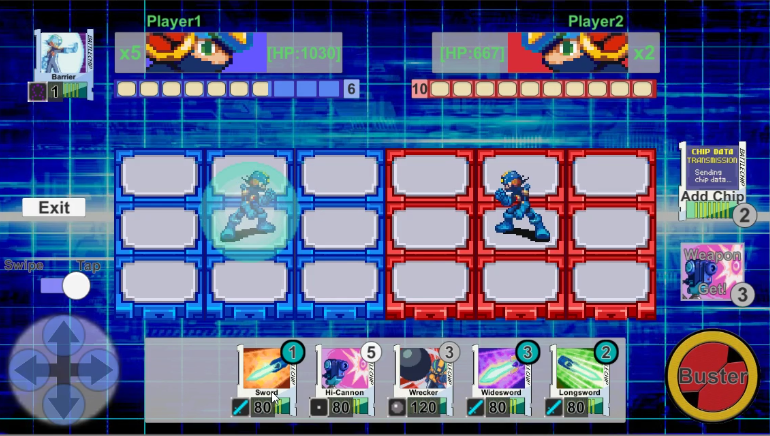 Player1
Player2
x5
[HP:1030]
[HP:667]
x2
Barrier
1
6
10
CHIP DATA
TRANSMISSION
Sending
chip data...
Add Chip
2
Exit
Swipe
Tap
Weapon
Get!
3
1
5
3
3
2
Sword
Hi-Cannon
Wrecker
Widesword
Longsword
80
80
120
80
80
Buster